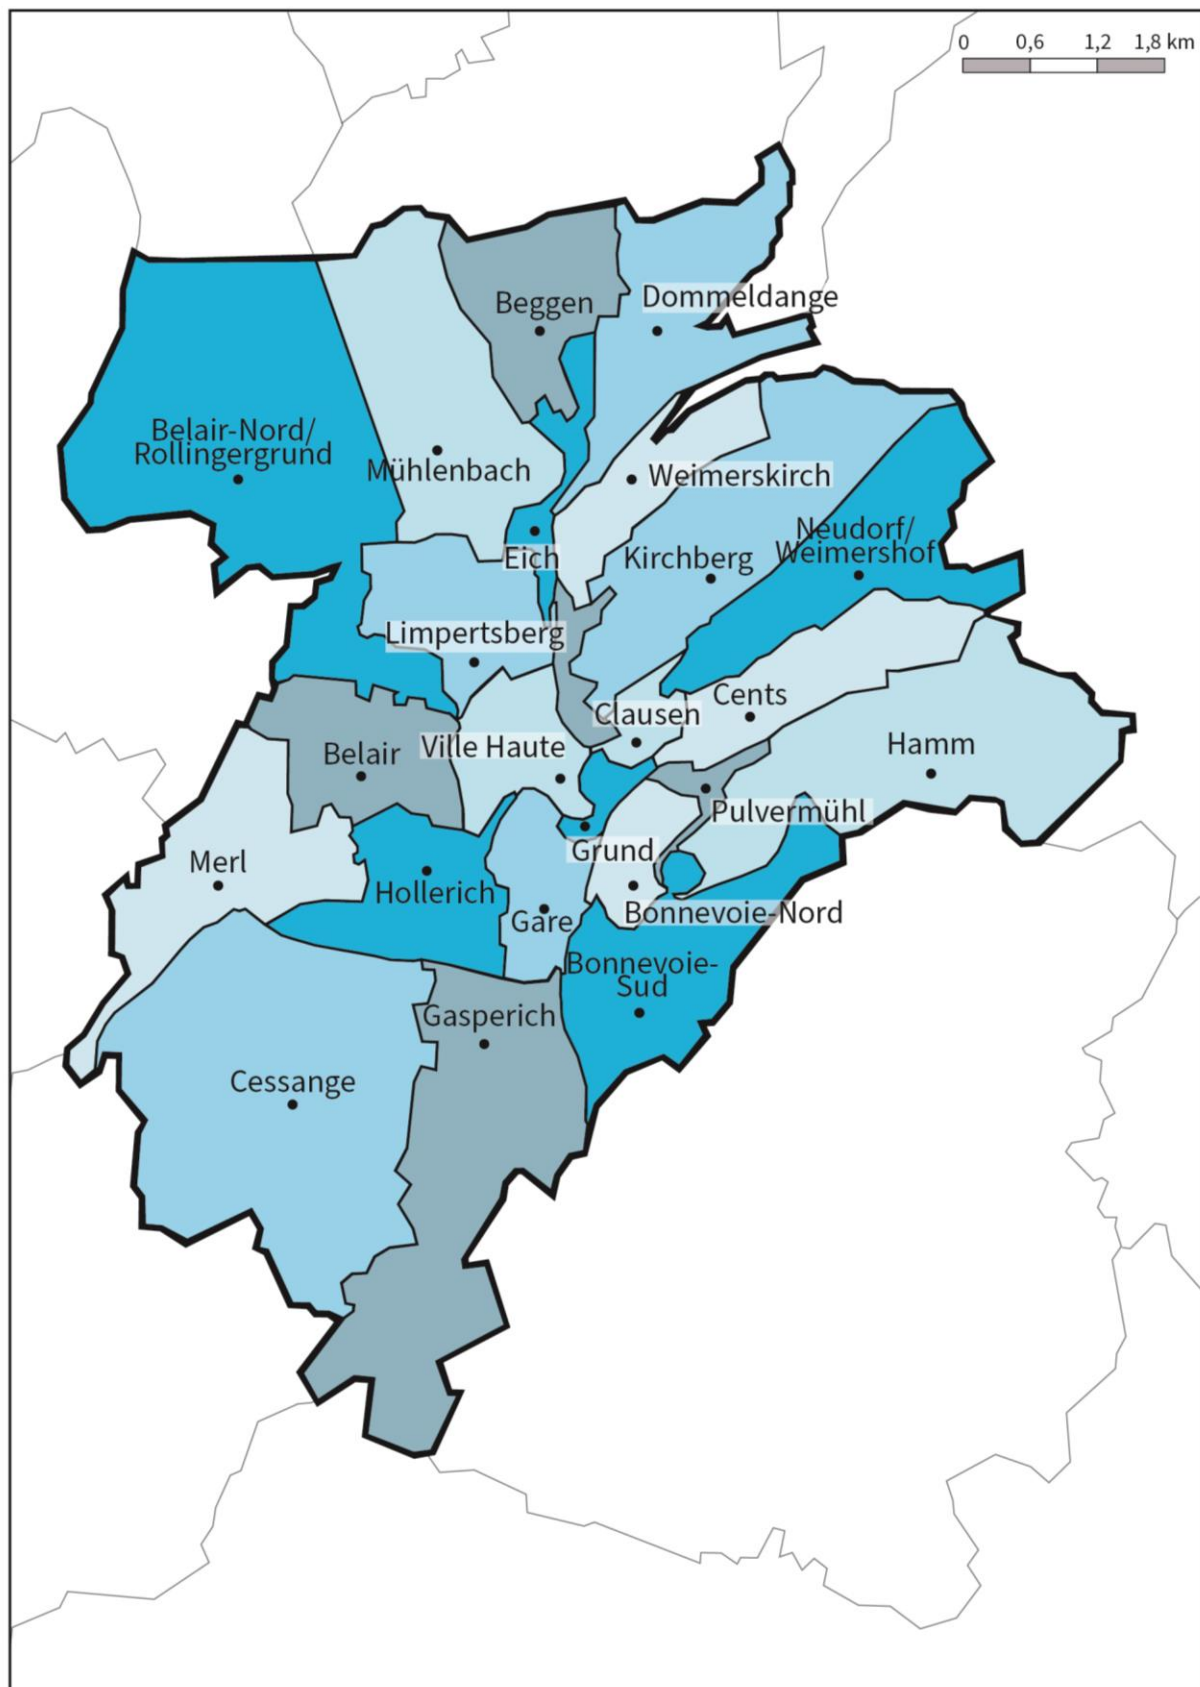 0 0,6 1,2 1,8 km
Beggen
Dommeldange
Belair-Nord/
Rollingergrund
Mühlenbach
Weimerskirch
Neudorf/
Weimershof
Eich
Kirchberg
Limpertsberg
Cents
Clausen
Ville Haute
Belair
Hamm
Pulvermühl
Grund
Merl
Hollerich
Bonnevoie-Nord
Gare
Bonnevoie-
Sud
Gasperich
Cessange